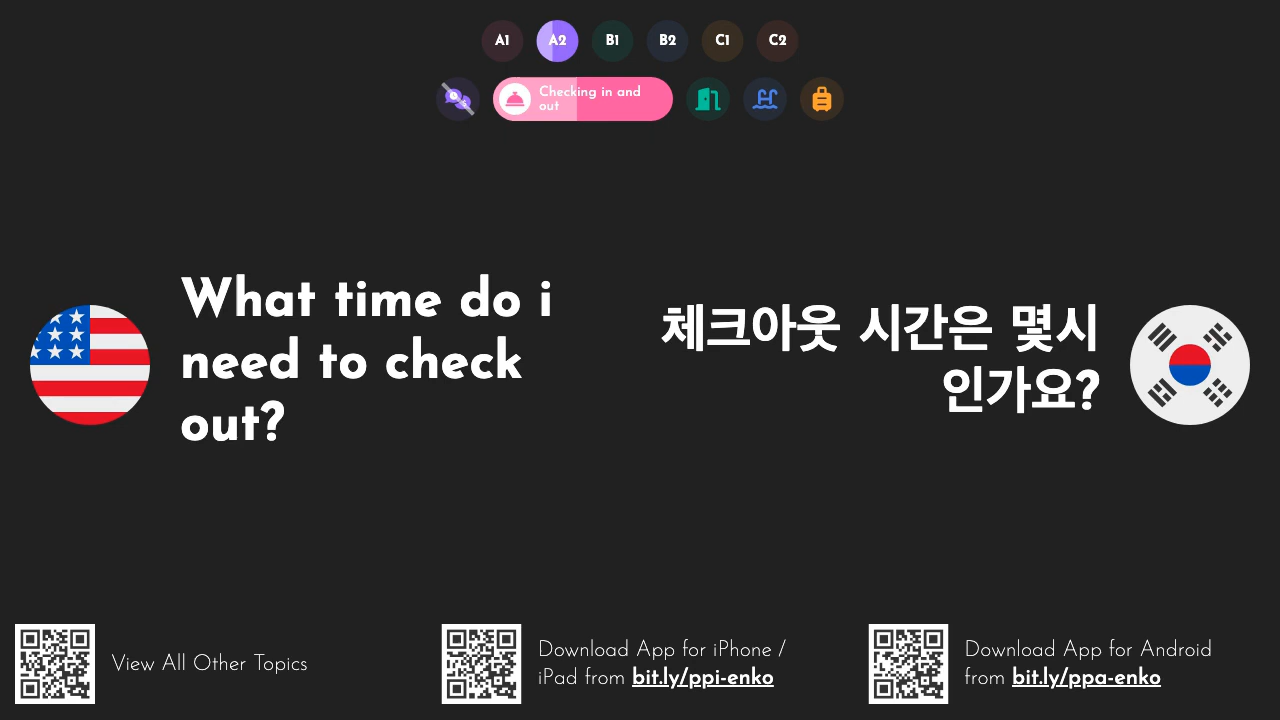 A1 A2 B1 B2 C1 C2
Checking in and
out
What time do i
need to check
out?
체크아웃 시간은 몇시
인가요?
View All Other Topics
Download App for iPhone /
iPad from bit.ly/ppi-enko
Download App for Android
from bit.ly/ppa-enko